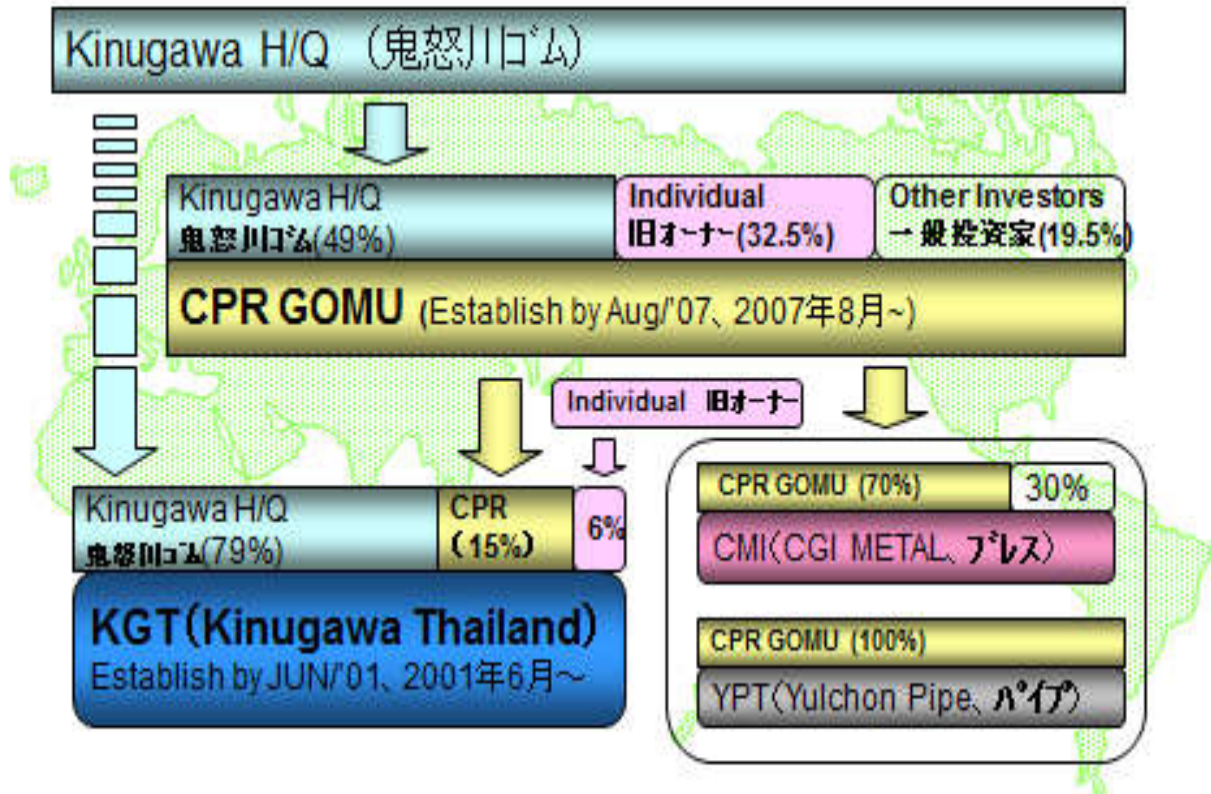 Kinugawa H/Q （鬼怒川ｺﾞﾑ）
Kinugawa H/Q
鬼怒川ｺﾞﾑ(49%)
Individual
旧ｵｰﾅｰ(32.5%)
Other Investors
一般投資家(19.5%)
CPR GOMU (Establish by Aug/'07、2007年8月~)
Individual 旧ｵｰﾅｰ
Kinugawa H/Q
鬼怒川ｺﾞﾑ(79%)
CPR
(15%)
6%
KGT(Kinugawa Thailand)
Establish by JUN/'01、2001年6月～
CPR GOMU (70%)
30%
CMI(CGI METAL、ﾌﾟﾚｽ)
CPR GOMU (100%)
YPT(Yulchon Pipe、ﾊﾟｲﾌﾟ)